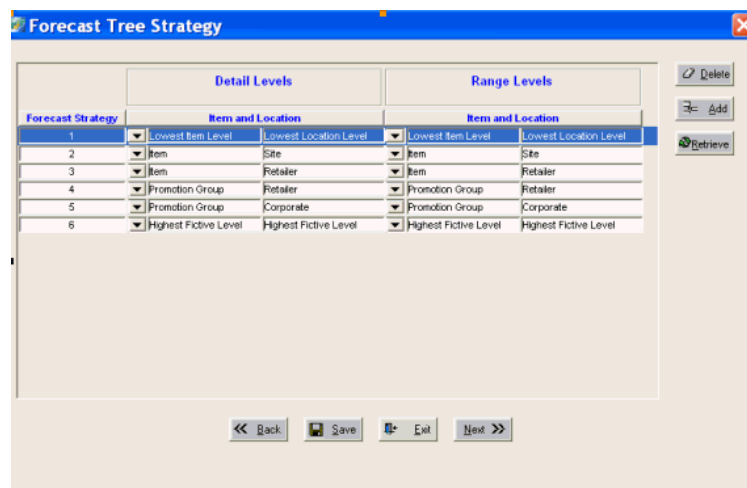 Forecast Tree Strategy
Detail Levels Range Levels
Forecast Strategy Item and Location Item and Location
1 Lowest Item Level Lowest Location Level Lowest Item Level Lowest Location Level
2 Item Site Item Site
3 Item Retailer Item Retailer
4 Promotion Group Retailer Promotion Group Retailer
5 Promotion Group Corporate Promotion Group Corporate
6 Highest Fictive Level Highest Fictive Level Highest Fictive Level Highest Fictive Level
Delete
Add
Retrieve
Back Save Exit Next